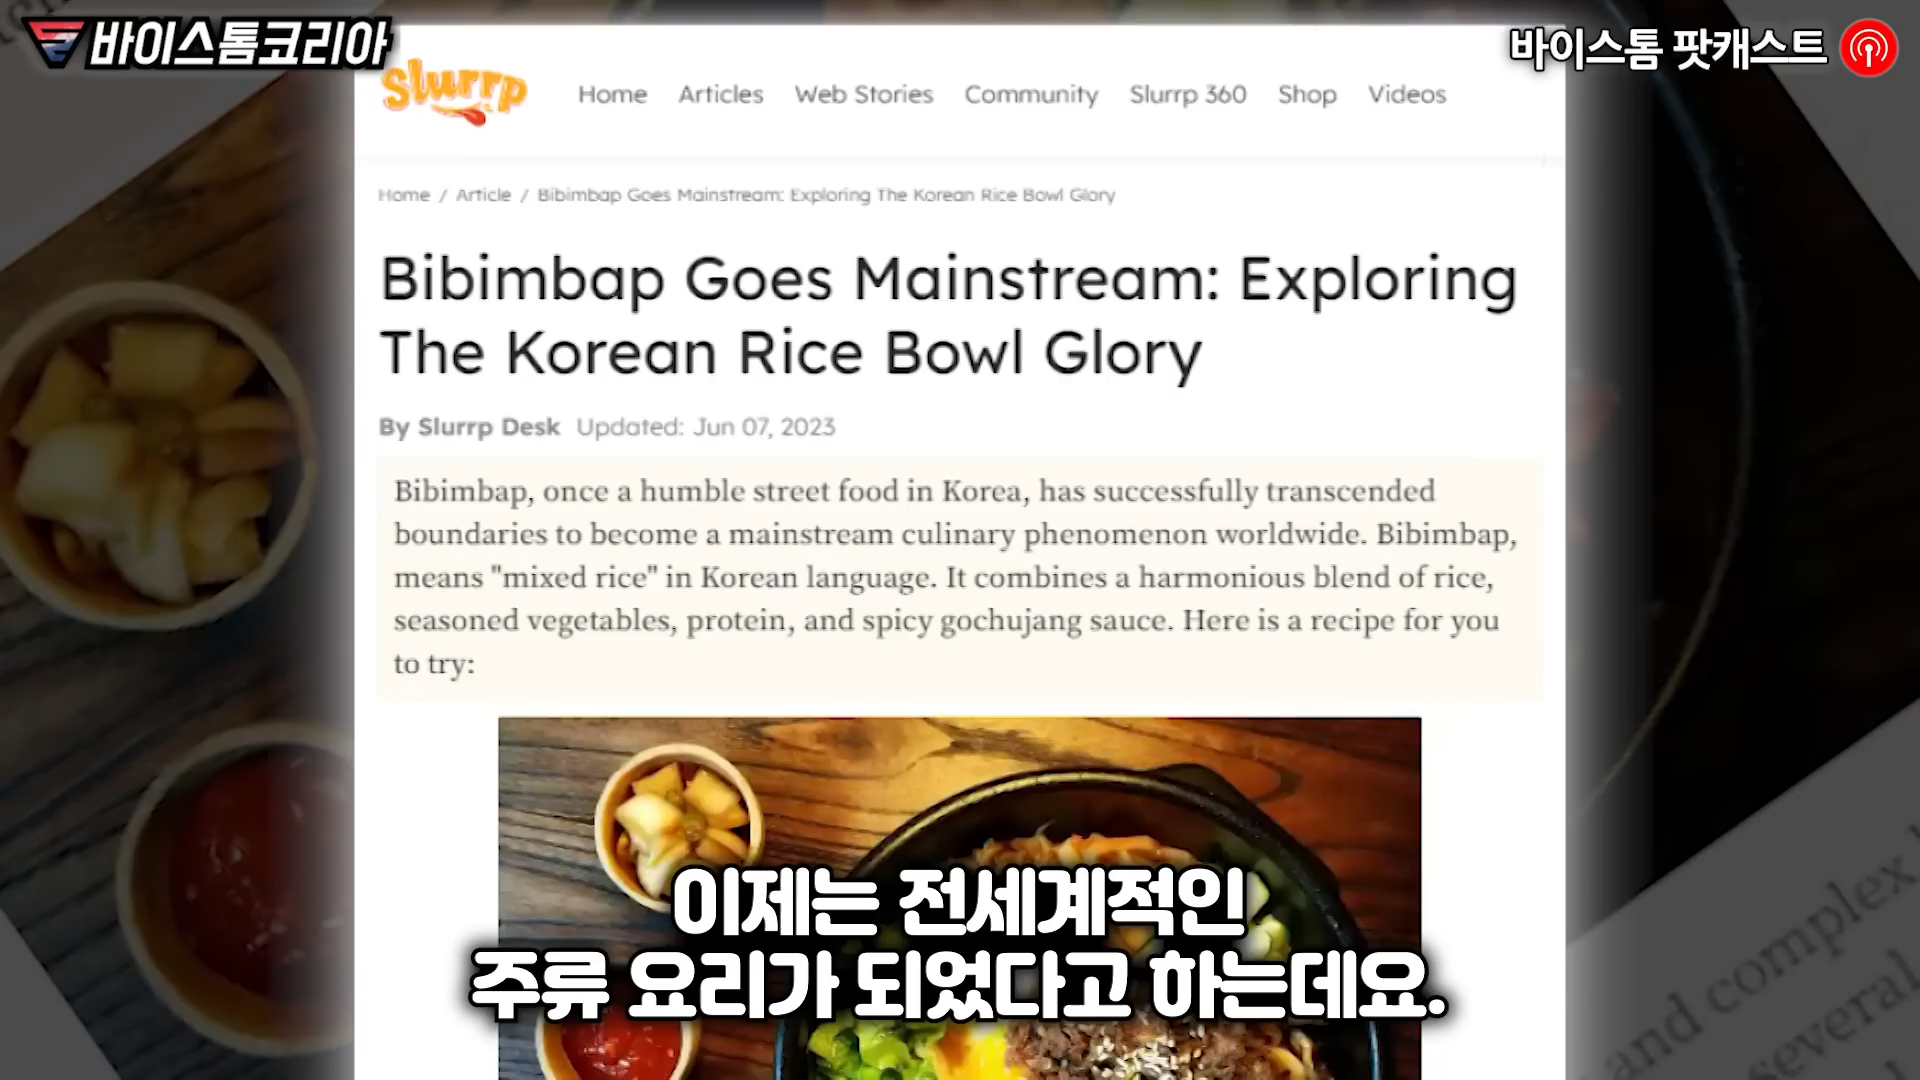 바이스톰코리아
바이스톰 팟캐스트
Slurrp
Home Articles Web Stories Community Slurrp 360 Shop Videos
Home / Article / Bibimbap Goes Mainstream: Exploring The Korean Rice Bowl Glory
Bibimbap Goes Mainstream: Exploring
The Korean Rice Bowl Glory
By Slurrp Desk Updated: Jun 07, 2023
Bibimbap, once a humble street food in Korea, has successfully transcended
boundaries to become a mainstream culinary phenomenon worldwide. Bibimbap,
means "mixed rice" in Korean language. It combines a harmonious blend of rice,
seasoned vegetables, protein, and spicy gochujang sauce. Here is a recipe for you
to try:
이제는 전세계적인
주류 요리가 되었다고 하는데요.
and complex
several